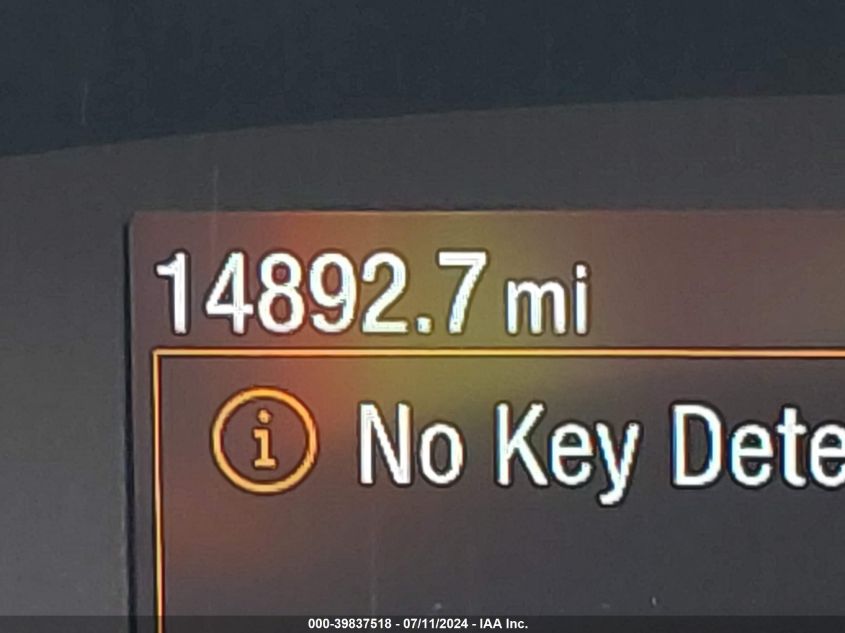 14892.7 mi
No Key Dete
000-39837518 - 07/11/2024 - IAA Inc.